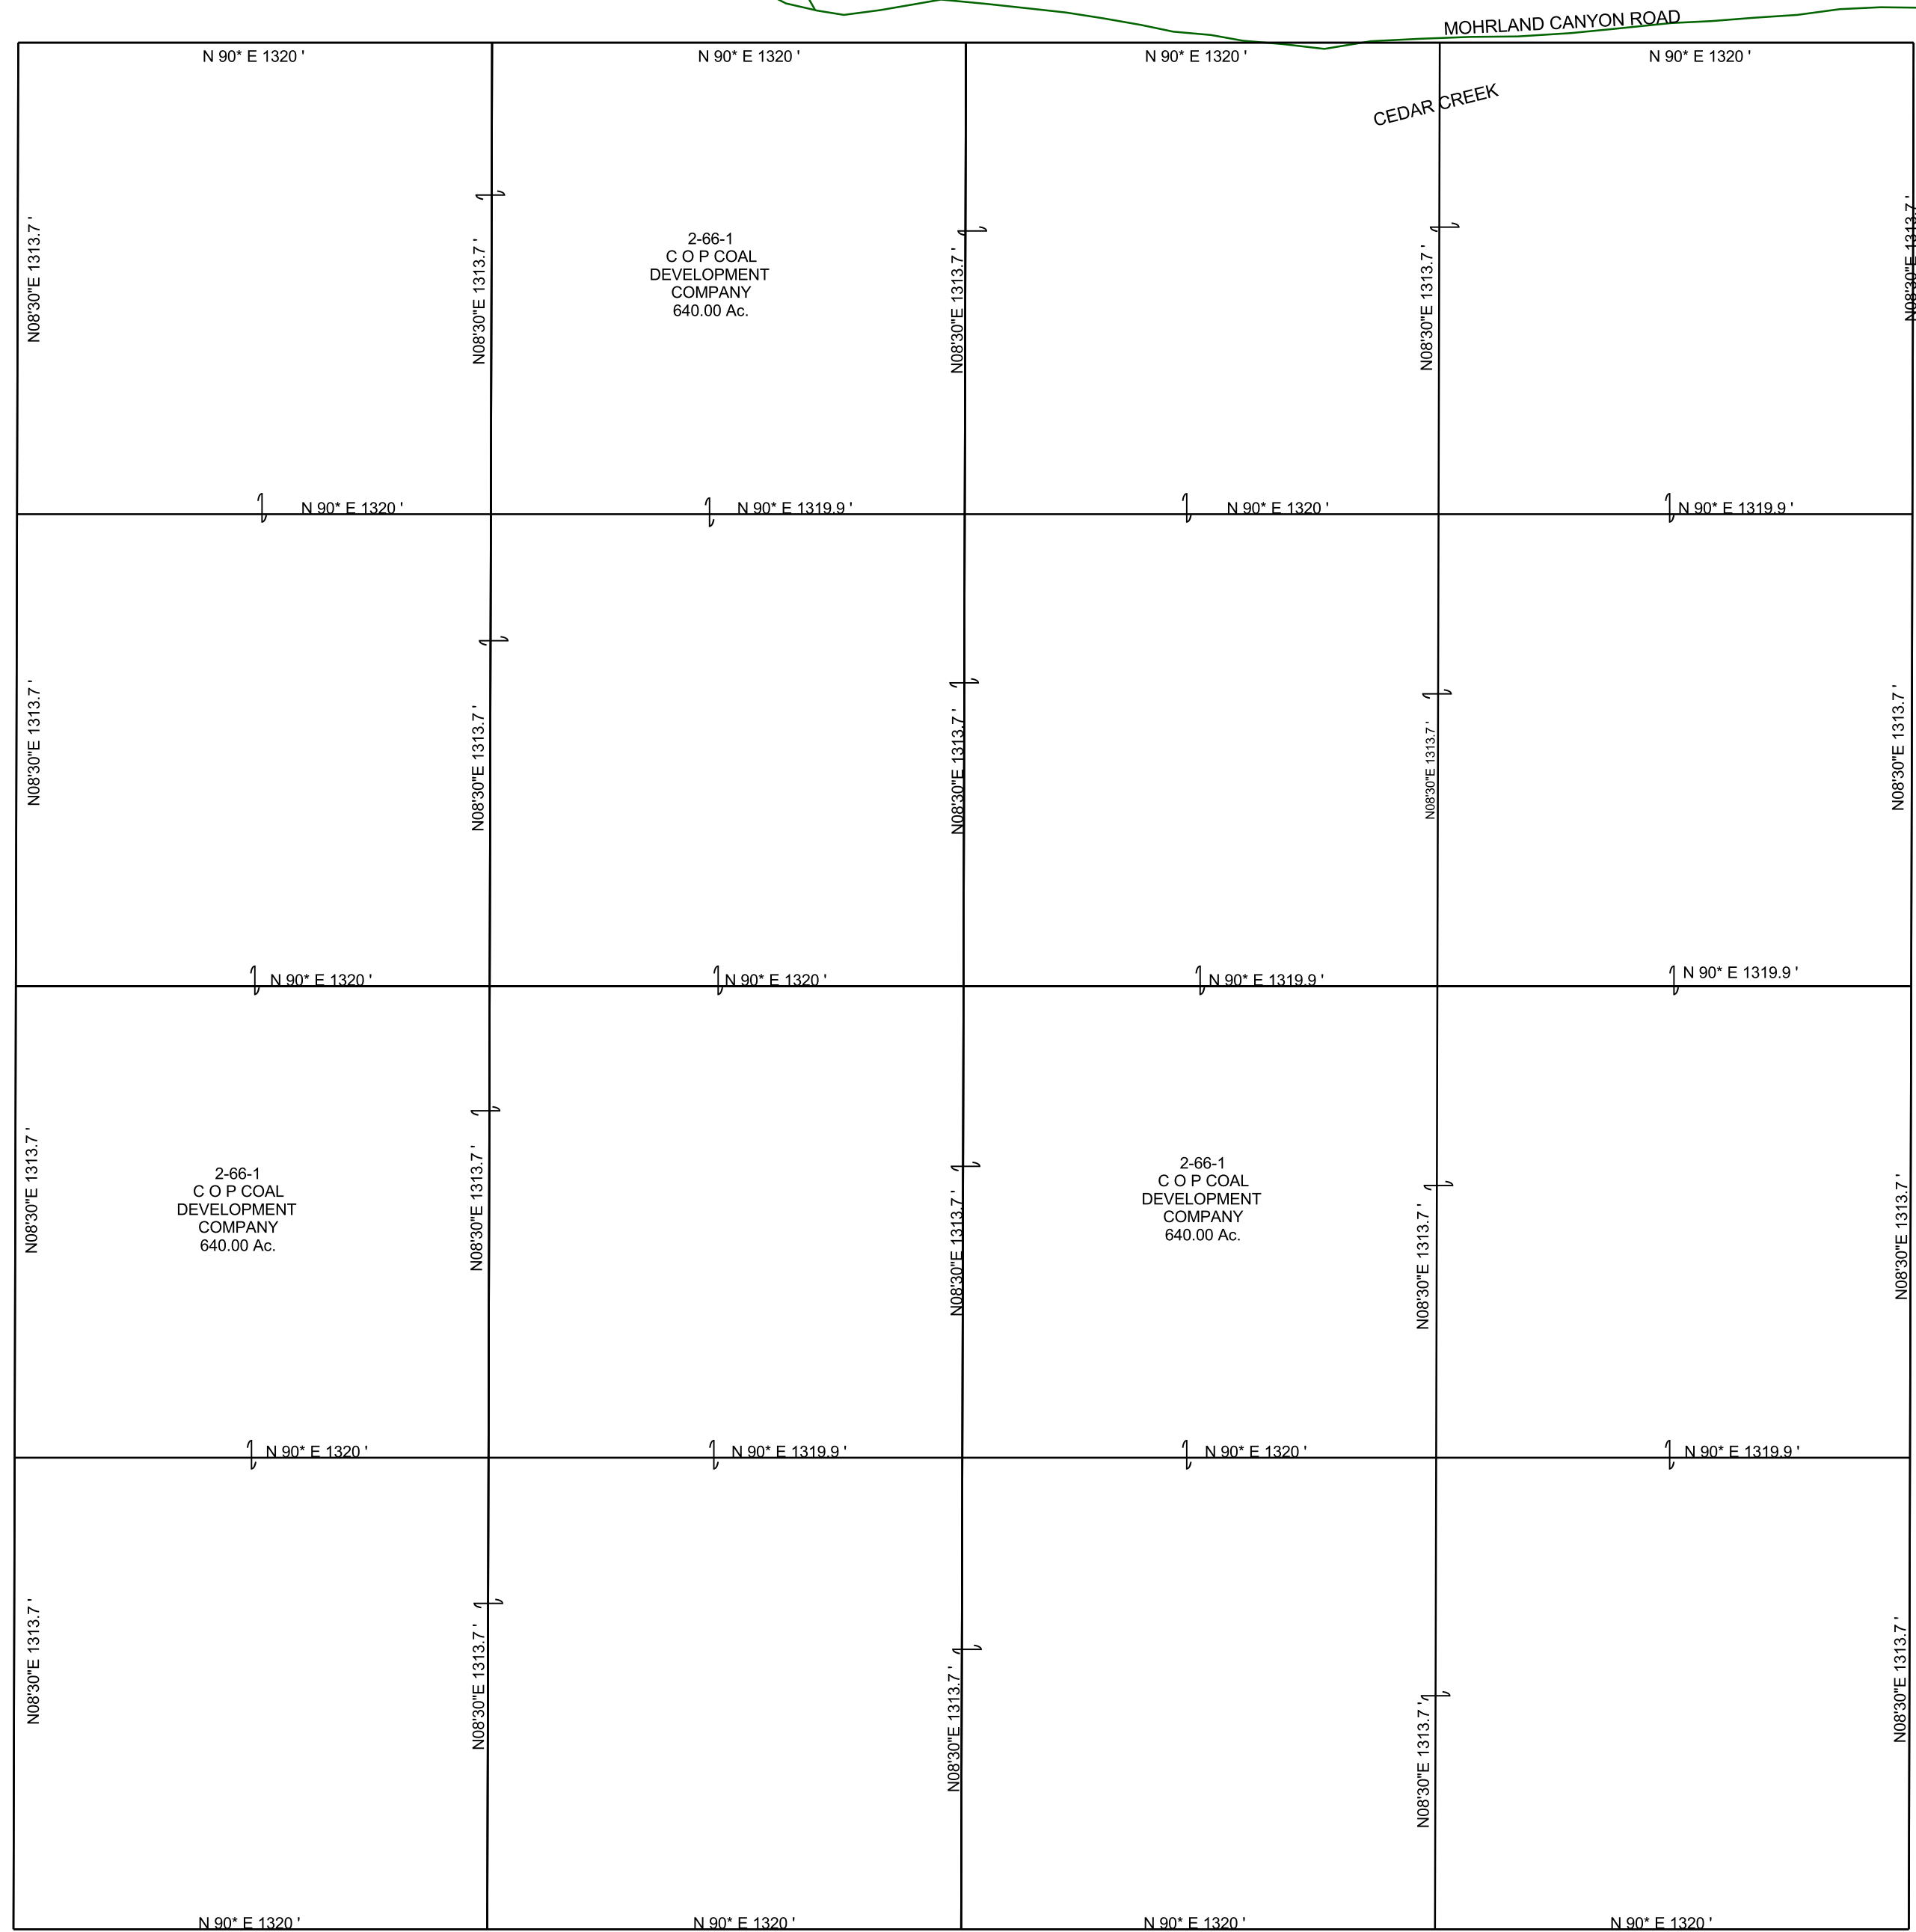 MOHRLAND CANYON ROAD
N 90* E 1320 '
N 90* E 1320 '
N 90* E 1320 '
N 90* E 1320 '
CEDAR CREEK
N08'30"E 1313.7 '
N08'30"E 1313.7 '
2-66-1
C O P COAL
DEVELOPMENT
COMPANY
640.00 Ac.
N08'30"E 1313.7 '
N08'30"E 1313.7 '
N08'30"E 1313.7 '
N 90* E 1320 '
N 90* E 1319.9 '
N 90* E 1320 '
N 90* E 1319.9 '
N08'30"E 1313.7 '
N08'30"E 1313.7 '
N08'30"E 1313.7 '
N08'30"E 1313.7 '
N08'30"E 1313.7 '
N 90* E 1320 '
N 90* E 1320 '
N 90* E 1319.9 '
N 90* E 1319.9 '
N08'30"E 1313.7 '
2-66-1
C O P COAL
DEVELOPMENT
COMPANY
640.00 Ac.
N08'30"E 1313.7 '
N08'30"E 1313.7 '
2-66-1
C O P COAL
DEVELOPMENT
COMPANY
640.00 Ac.
N08'30"E 1313.7 '
N08'30"E 1313.7 '
N 90* E 1320 '
N 90* E 1319.9 '
N 90* E 1320 '
N 90* E 1319.9 '
N08'30"E 1313.7 '
N08'30"E 1313.7 '
N08'30"E 1313.7 '
N08'30"E 1313.7 '
N08'30"E 1313.7 '
N 90* E 1320 '
N 90* E 1320 '
N 90* E 1320 '
N 90* E 1320 '